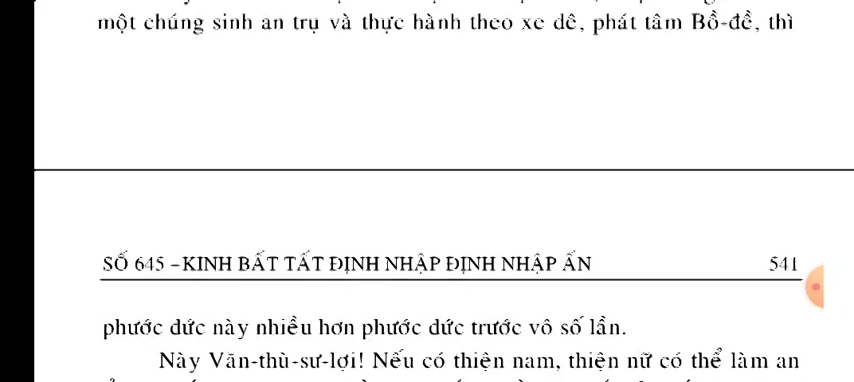 một chúng sinh an trụ và thực hành theo xe dê, phát tâm Bồ-đề, thì
SỐ 645 – KINH BẤT TẤT ĐỊNH NHẬP ĐỊNH NHẬP ẤN 541
phước đức này nhiều hơn phước đức trước vô số lần.
Này Văn-thù-sư-lợi! Nếu có thiện nam, thiện nữ có thể làm an